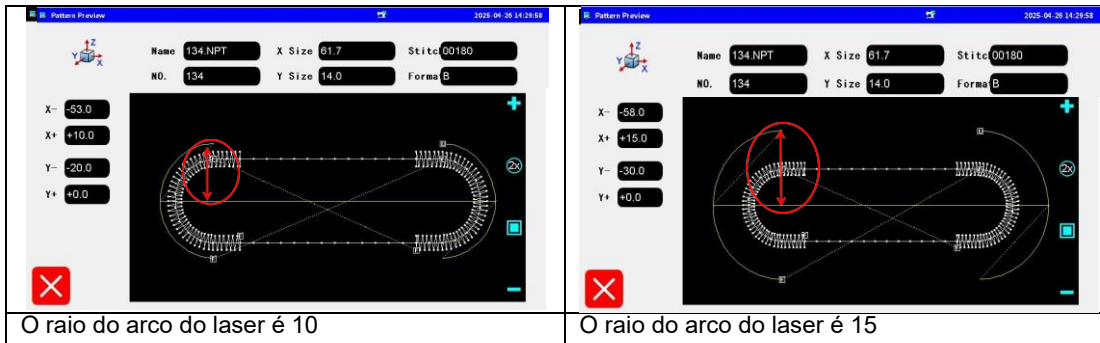 Pattern Preview 2025-04-26 14:29:58
Z
Y
X
Name 134.NPT X Size 61.7 Stitc 00180
NO. 134 Y Size 14.0 Forma B
X- -53.0
X+ +10.0
Y- -20.0
Y+ +0.0
2X
O raio do arco do laser é 10
Pattern Preview 2025-04-26 14:29:58
Z
Y
X
Name 134.NPT X Size 61.7 Stitc 00180
NO. 134 Y Size 14.0 Forma B
X- -58.0
X+ +15.0
Y- -30.0
Y+ +0.0
2X
O raio do arco do laser é 15